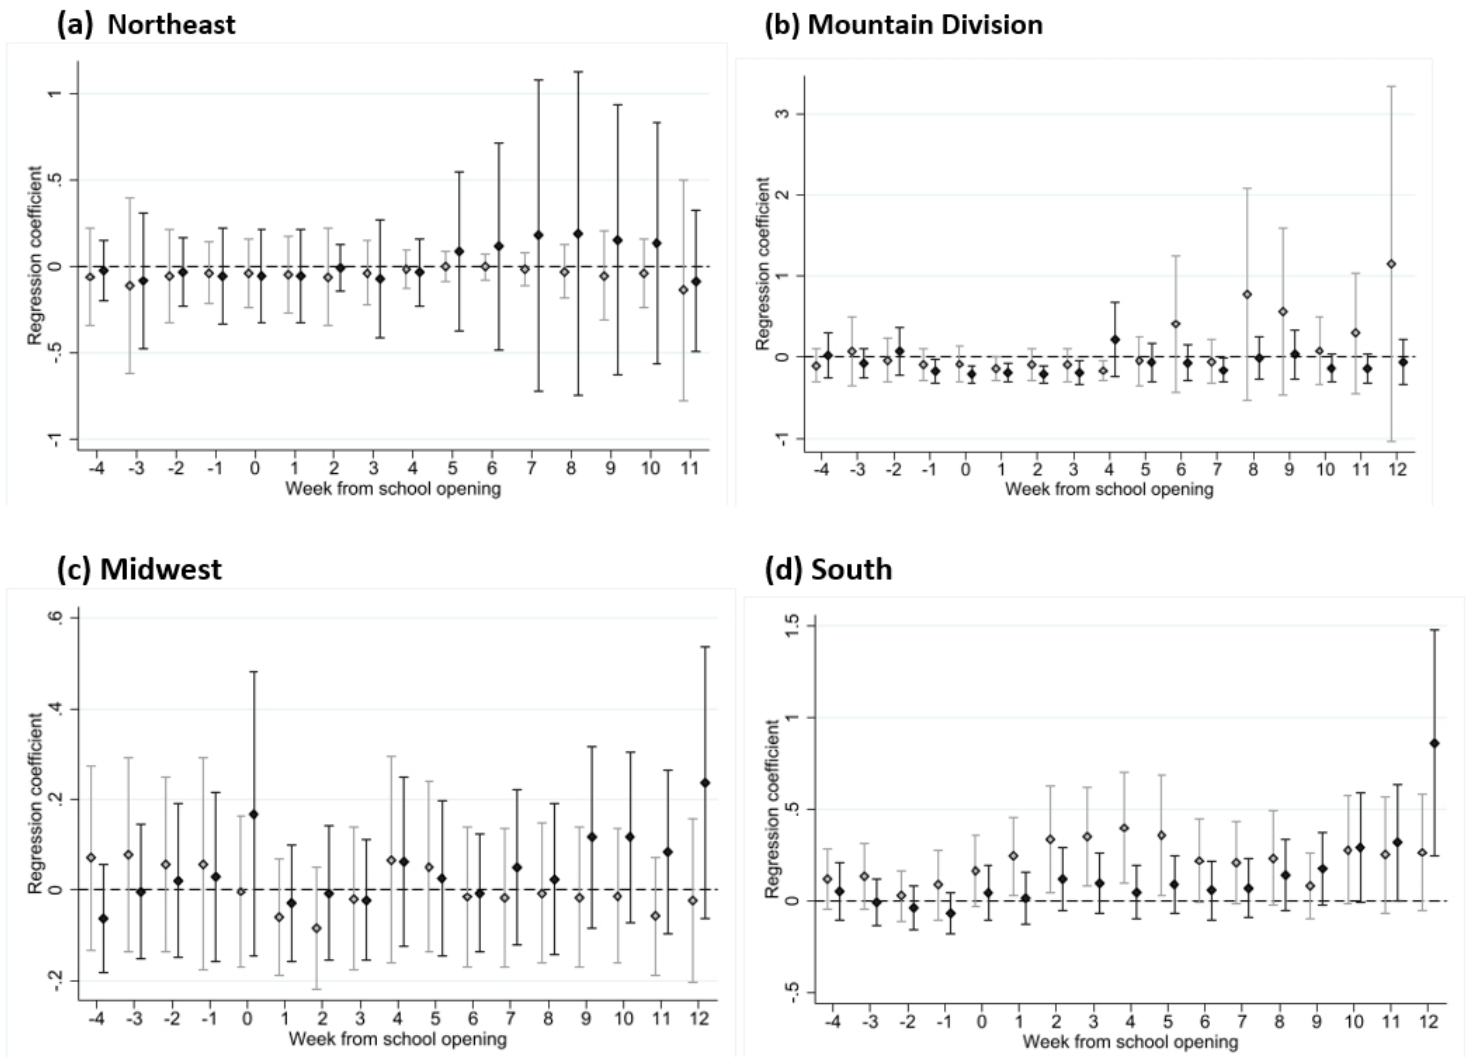 (a) Northeast
Regression coefficient
1
.5
0
-.5
-1
-4 -3 -2 -1 0 1 2 3 4 5 6 7 8 9 10 11
Week from school opening
(b) Mountain Division
Regression coefficient
3
2
1
0
-1
-4 -3 -2 -1 0 1 2 3 4 5 6 7 8 9 10 11 12
Week from school opening
(c) Midwest
Regression coefficient
.6
.4
.2
0
-.2
-4 -3 -2 -1 0 1 2 3 4 5 6 7 8 9 10 11 12
Week from school opening
(d) South
Regression coefficient
1.5
1
.5
0
-.5
-4 -3 -2 -1 0 1 2 3 4 5 6 7 8 9 10 11 12
Week from school opening